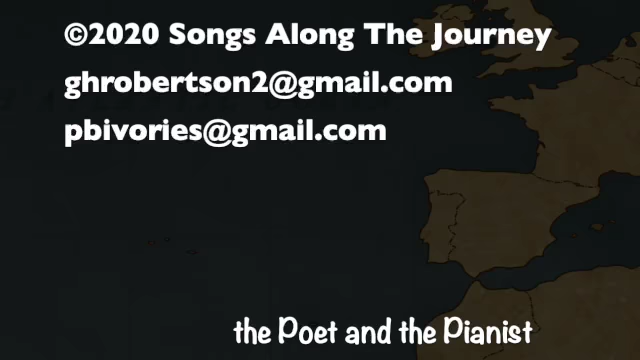 ©2020 Songs Along The Journey
ghrobertson2@gmail.com
pbivories@gmail.com
the Poet and the Pianist